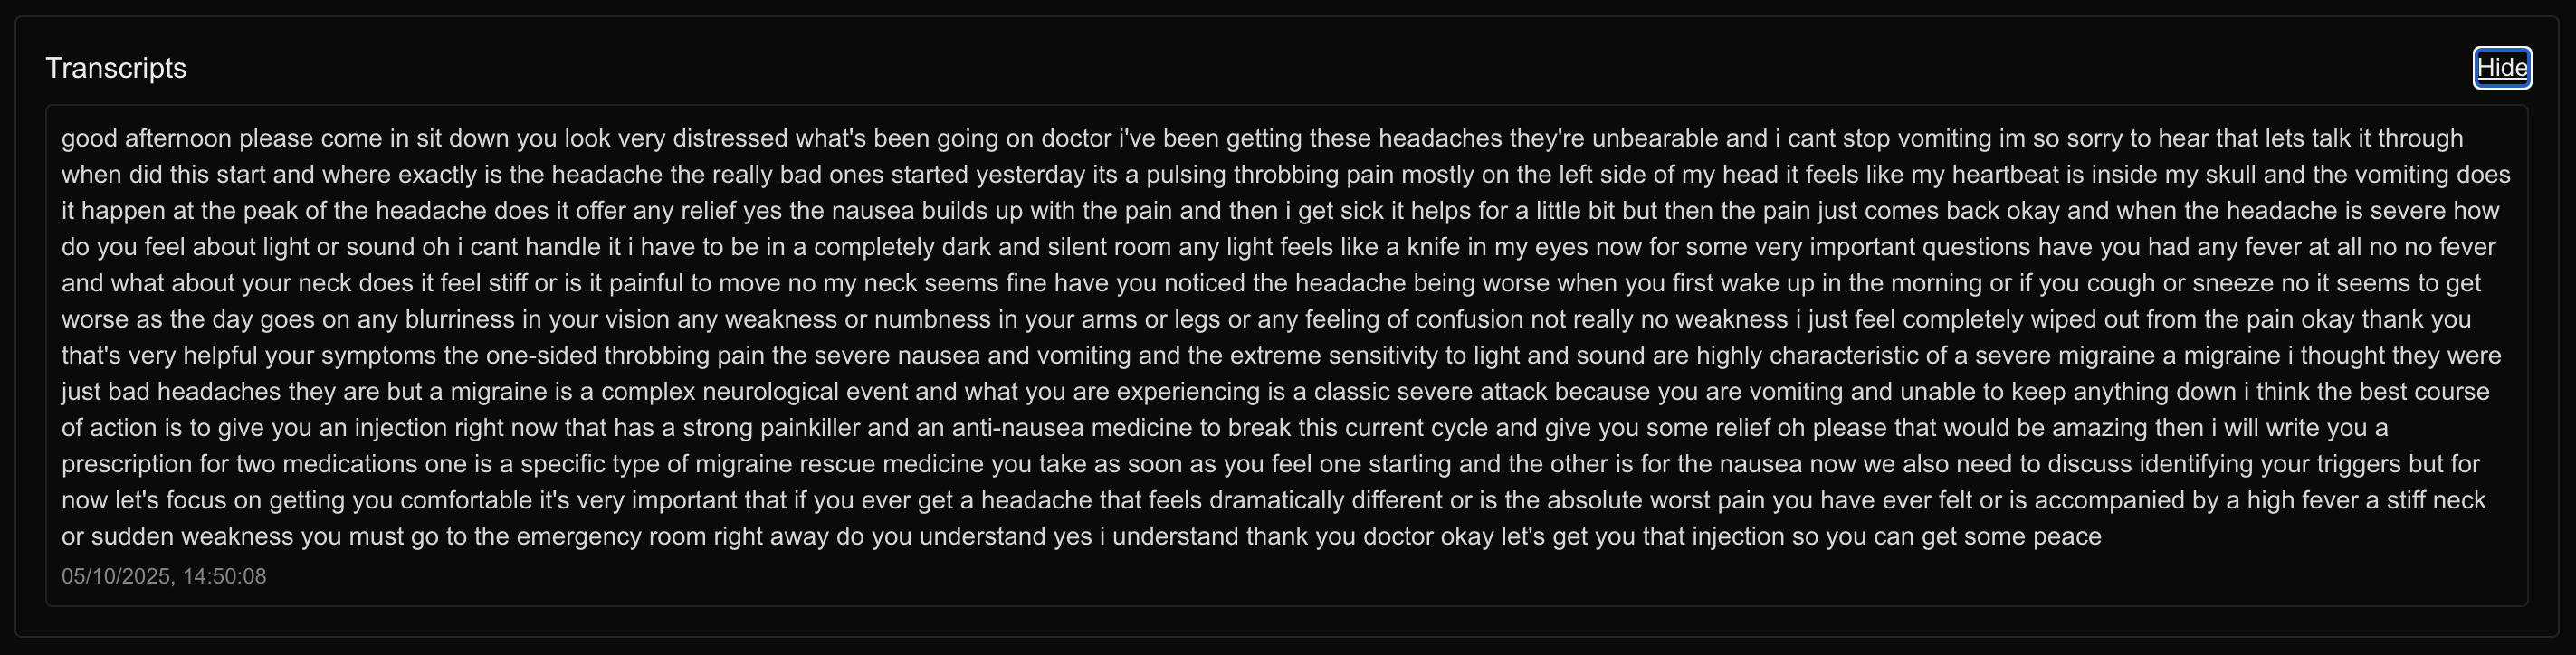 Transcripts
Hide
good afternoon please come in sit down you look very distressed what's been going on doctor i've been getting these headaches they're unbearable and i cant stop vomiting im so sorry to hear that lets talk it through
when did this start and where exactly is the headache the really bad ones started yesterday its a pulsing throbbing pain mostly on the left side of my head it feels like my heartbeat is inside my skull and the vomiting does
it happen at the peak of the headache does it offer any relief yes the nausea builds up with the pain and then i get sick it helps for a little bit but then the pain just comes back okay and when the headache is severe how
do you feel about light or sound oh i cant handle it i have to be in a completely dark and silent room any light feels like a knife in my eyes now for some very important questions have you had any fever at all no no fever
and what about your neck does it feel stiff or is it painful to move no my neck seems fine have you noticed the headache being worse when you first wake up in the morning or if you cough or sneeze no it seems to get
worse as the day goes on any blurriness in your vision any weakness or numbness in your arms or legs or any feeling of confusion not really no weakness i just feel completely wiped out from the pain okay thank you
that's very helpful your symptoms the one-sided throbbing pain the severe nausea and vomiting and the extreme sensitivity to light and sound are highly characteristic of a severe migraine a migraine i thought they were
just bad headaches they are but a migraine is a complex neurological event and what you are experiencing is a classic severe attack because you are vomiting and unable to keep anything down i think the best course
of action is to give you an injection right now that has a strong painkiller and an anti-nausea medicine to break this current cycle and give you some relief oh please that would be amazing then i will write you a
prescription for two medications one is a specific type of migraine rescue medicine you take as soon as you feel one starting and the other is for the nausea now we also need to discuss identifying your triggers but for
now let's focus on getting you comfortable it's very important that if you ever get a headache that feels dramatically different or is the absolute worst pain you have ever felt or is accompanied by a high fever a stiff neck
or sudden weakness you must go to the emergency room right away do you understand yes i understand thank you doctor okay let's get you that injection so you can get some peace
05/10/2025, 14:50:08